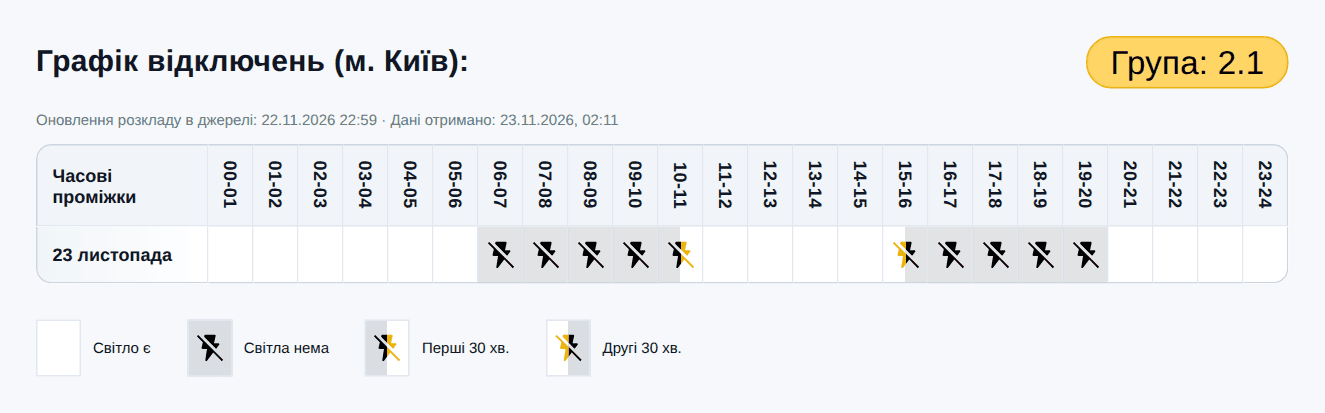 Графік відключень (м. Київ):
Група: 2.1
Оновлення розкладу в джерелі: 22.11.2026 22:59 · Дані отримано: 23.11.2026, 02:11
Часові
проміжки
00-01
01-02
02-03
03-04
04-05
05-06
06-07
07-08
08-09
09-10
10-11
11-12
12-13
13-14
14-15
15-16
16-17
17-18
18-19
19-20
20-21
21-22
22-23
23-24
23 листопада
Світло є
Світла нема
Перші 30 хв.
Другі 30 хв.